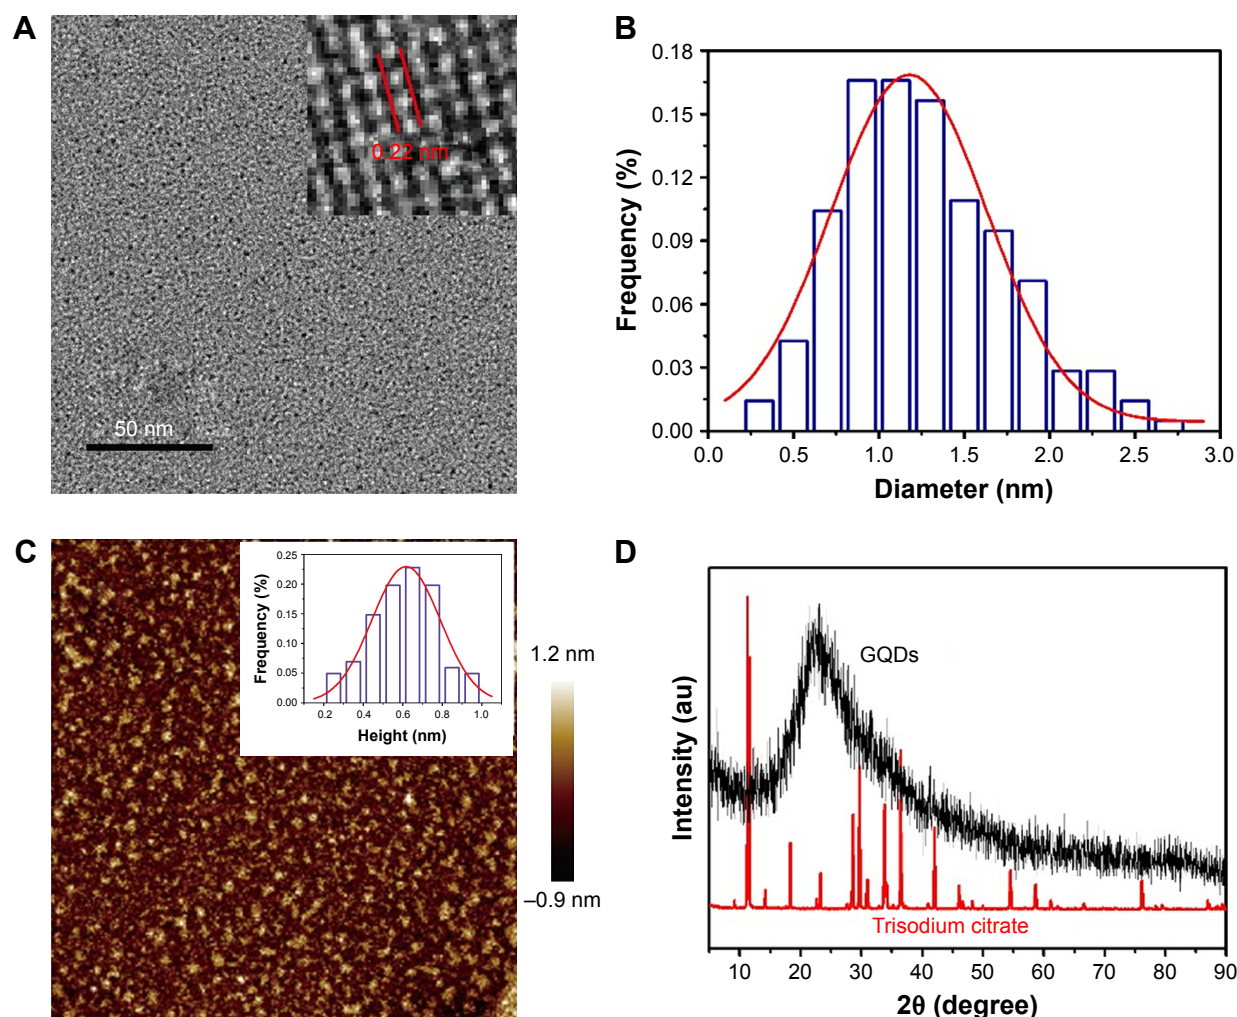 A
0.22 nm
50 nm
B
0.18
0.15
0.12
0.09
0.06
0.03
0.00
Frequency (%)
0.0 0.5 1.0 1.5 2.0 2.5 3.0
Diameter (nm)
C
0.25
0.20
0.15
0.10
0.05
0.00
Frequency (%)
0.2 0.4 0.6 0.8 1.0
Height (nm)
1.2 nm
–0.9 nm
D
Intensity (au)
GQDs
Trisodium citrate
10 20 30 40 50 60 70 80 90
2θ (degree)